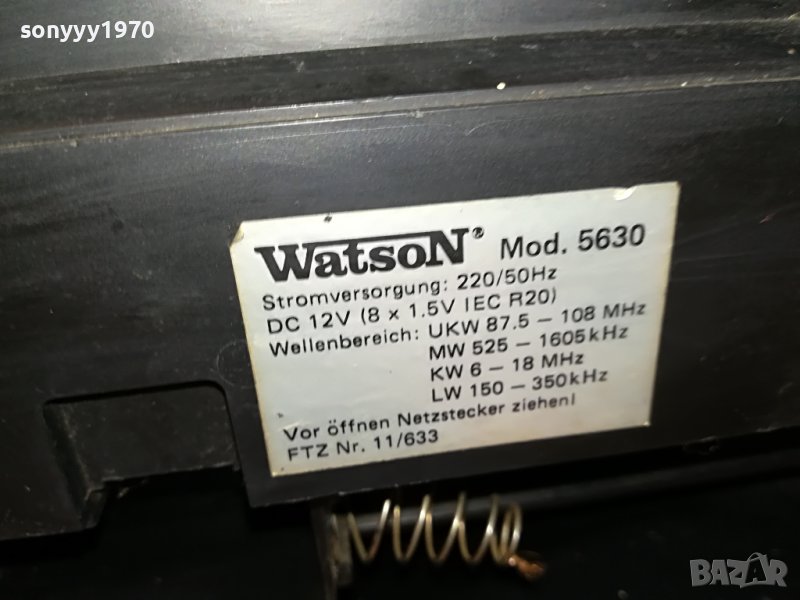 sonyyy1970
WatsoN® Mod. 5630
Stromversorgung: 220/50Hz
DC 12V (8 x 1.5V IEC R20)
Wellenbereich: UKW 87.5 – 108 MHz
MW 525 – 1605kHz
KW 6 – 18 MHz
LW 150 – 350kHz
Vor öffnen Netzstecker ziehen!
FTZ Nr. 11/633
BAZAR